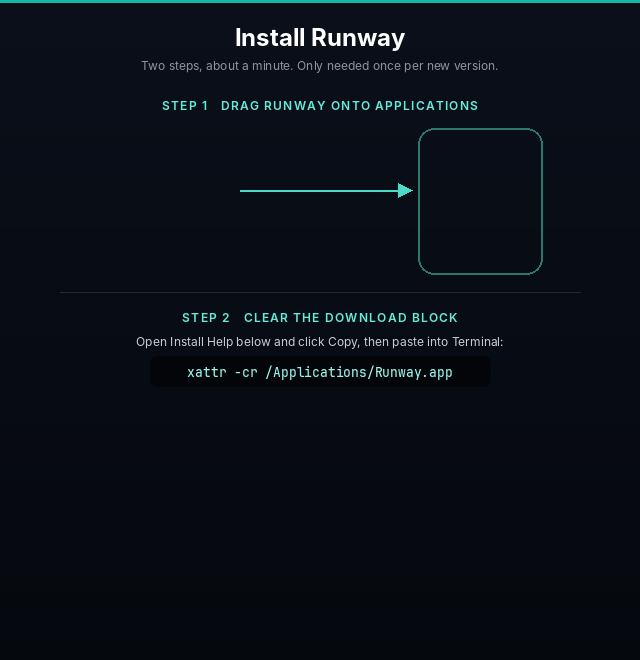 Install Runway
Two steps, about a minute. Only needed once per new version.
STEP 1 DRAG RUNWAY ONTO APPLICATIONS
STEP 2 CLEAR THE DOWNLOAD BLOCK
Open Install Help below and click Copy, then paste into Terminal:
xattr -cr /Applications/Runway.app